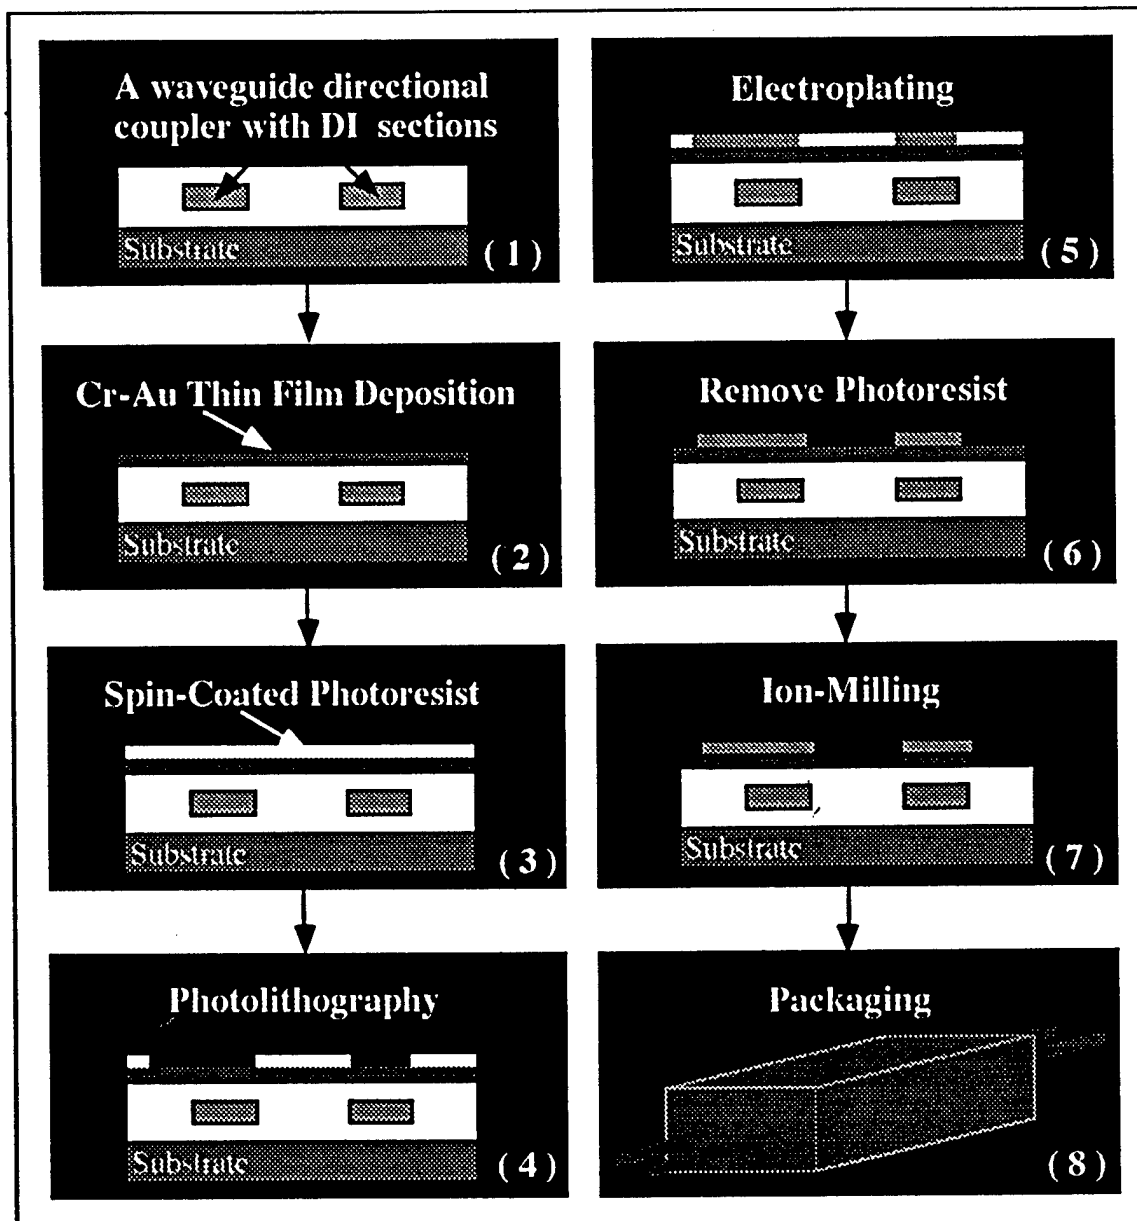 A waveguide directional
coupler with DI sections
Substrate
( 1 )
Cr-Au Thin Film Deposition
Substrate
( 2 )
Spin-Coated Photoresist
Substrate
( 3 )
Photolithography
Substrate
( 4 )
Electroplating
Substrate
( 5 )
Remove Photoresist
Substrate
( 6 )
Ion-Milling
Substrate
( 7 )
Packaging
( 8 )